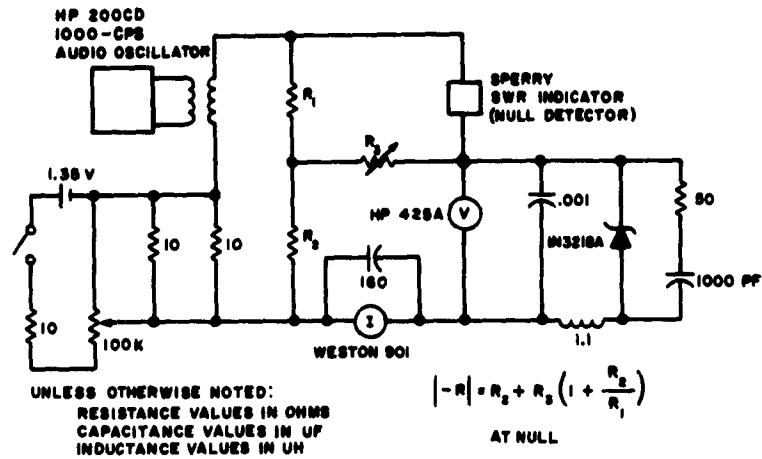 HP 200CD
1000-CPS
AUDIO OSCILLATOR
SPERRY
SWR INDICATOR
(NULL DETECTOR)
R1
R3
1.35 V
HP 425A
V
.001
50
10
10
R2
1N3218A
160
1000 PF
10
100K
I
1.1
WESTON 901
UNLESS OTHERWISE NOTED:
RESISTANCE VALUES IN OHMS
CAPACITANCE VALUES IN UF
INDUCTANCE VALUES IN UH
|-R| = R2 + R3 (1 + R2/R1)
AT NULL